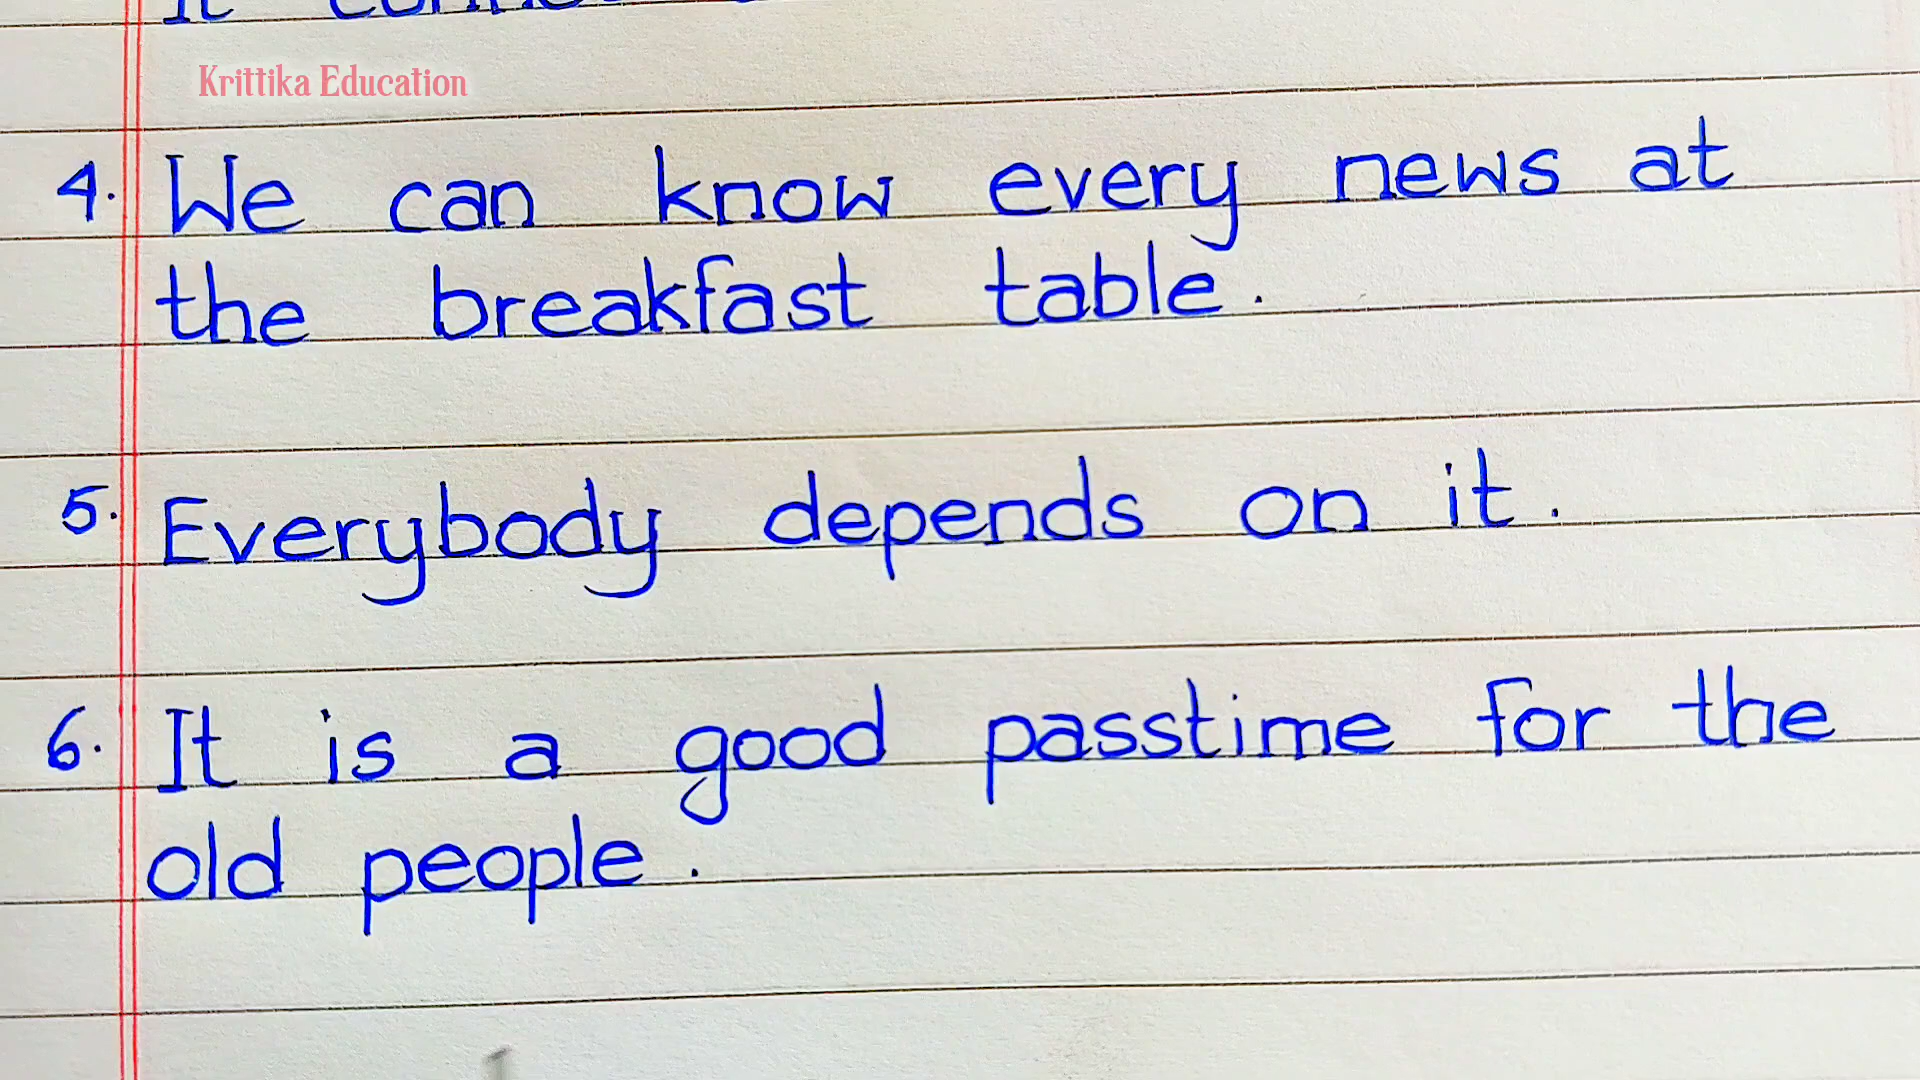 Krittika Education
4. We can know every news at
the breakfast table.
5. Everybody depends on it.
6. It is a good passtime for the
old people.